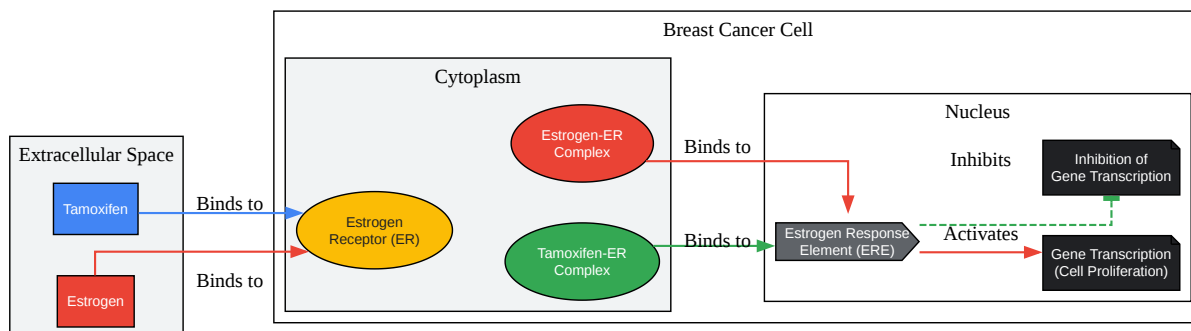 Breast Cancer Cell
Cytoplasm
Nucleus
Extracellular Space
Tamoxifen
Estrogen
Binds to
Binds to
Estrogen
Receptor (ER)
Estrogen-ER
Complex
Tamoxifen-ER
Complex
Binds to
Binds to
Estrogen Response
Element (ERE)
Inhibits
Activates
Inhibition of
Gene Transcription
Gene Transcription
(Cell Proliferation)